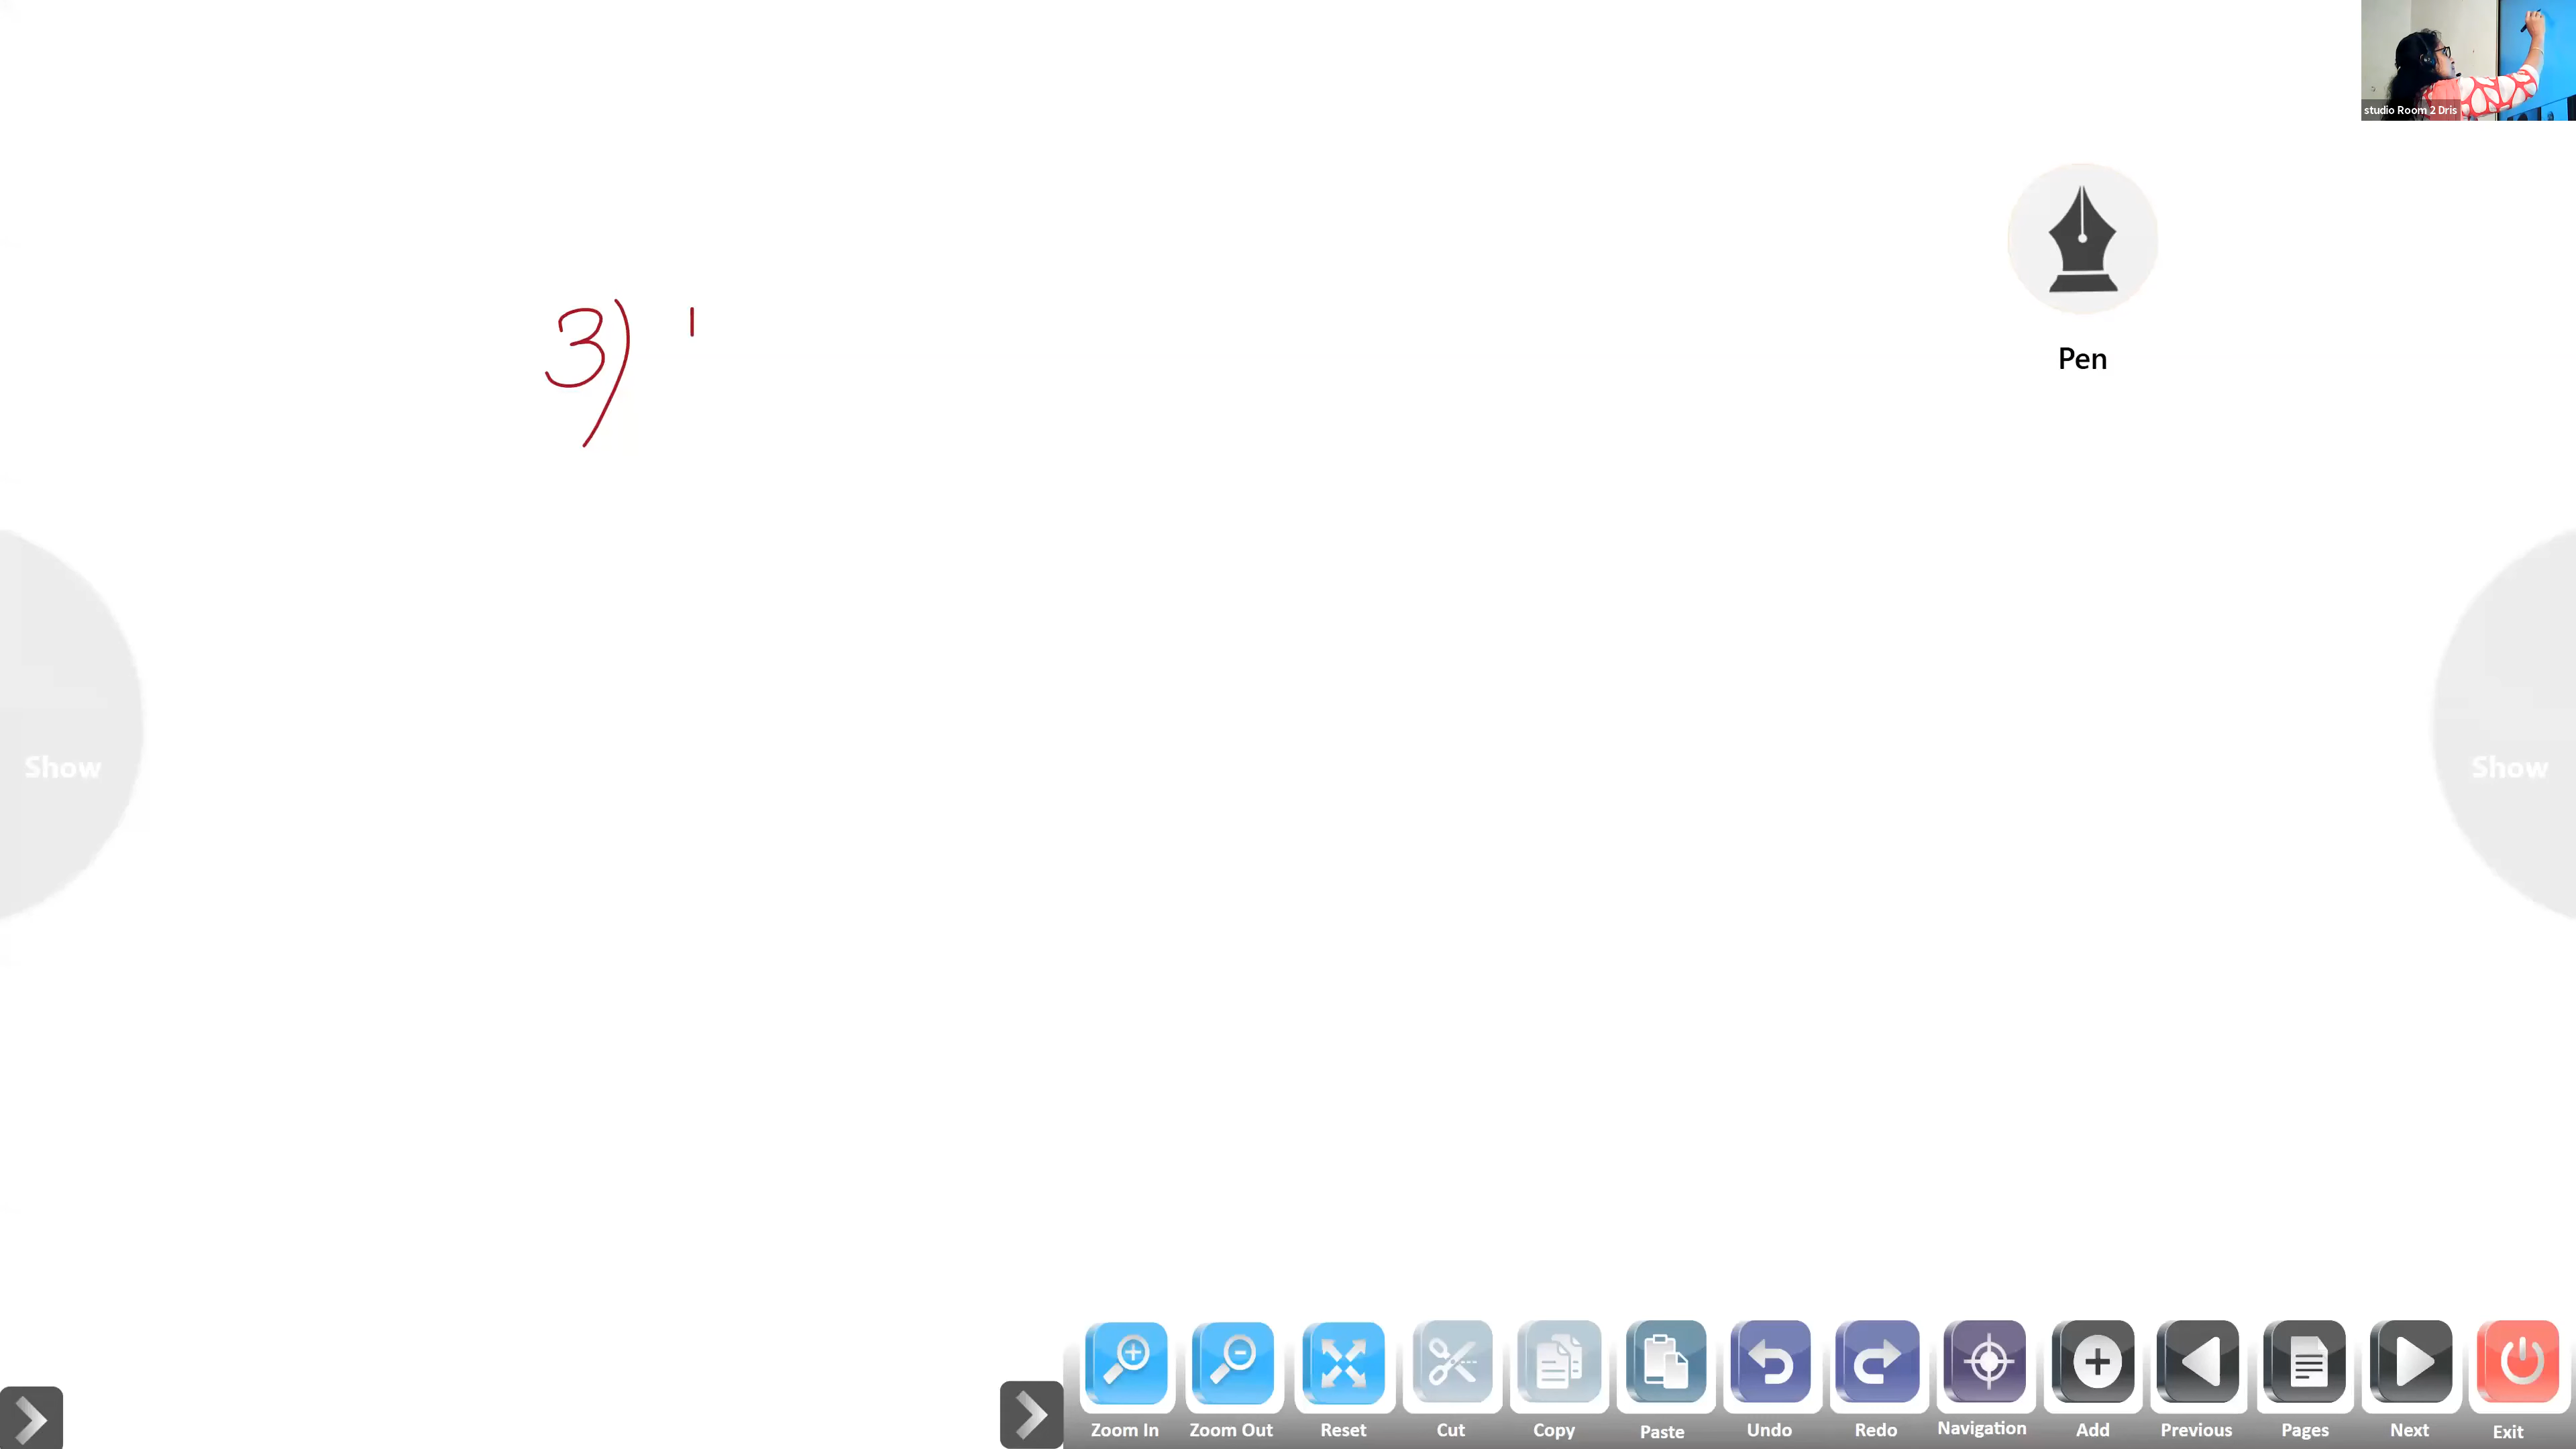 studio Room 2 Dris
Pen
3)
Show
Show
Zoom In Zoom Out Reset Cut Copy Paste Undo Redo Navigation Add Previous Pages Next Exit